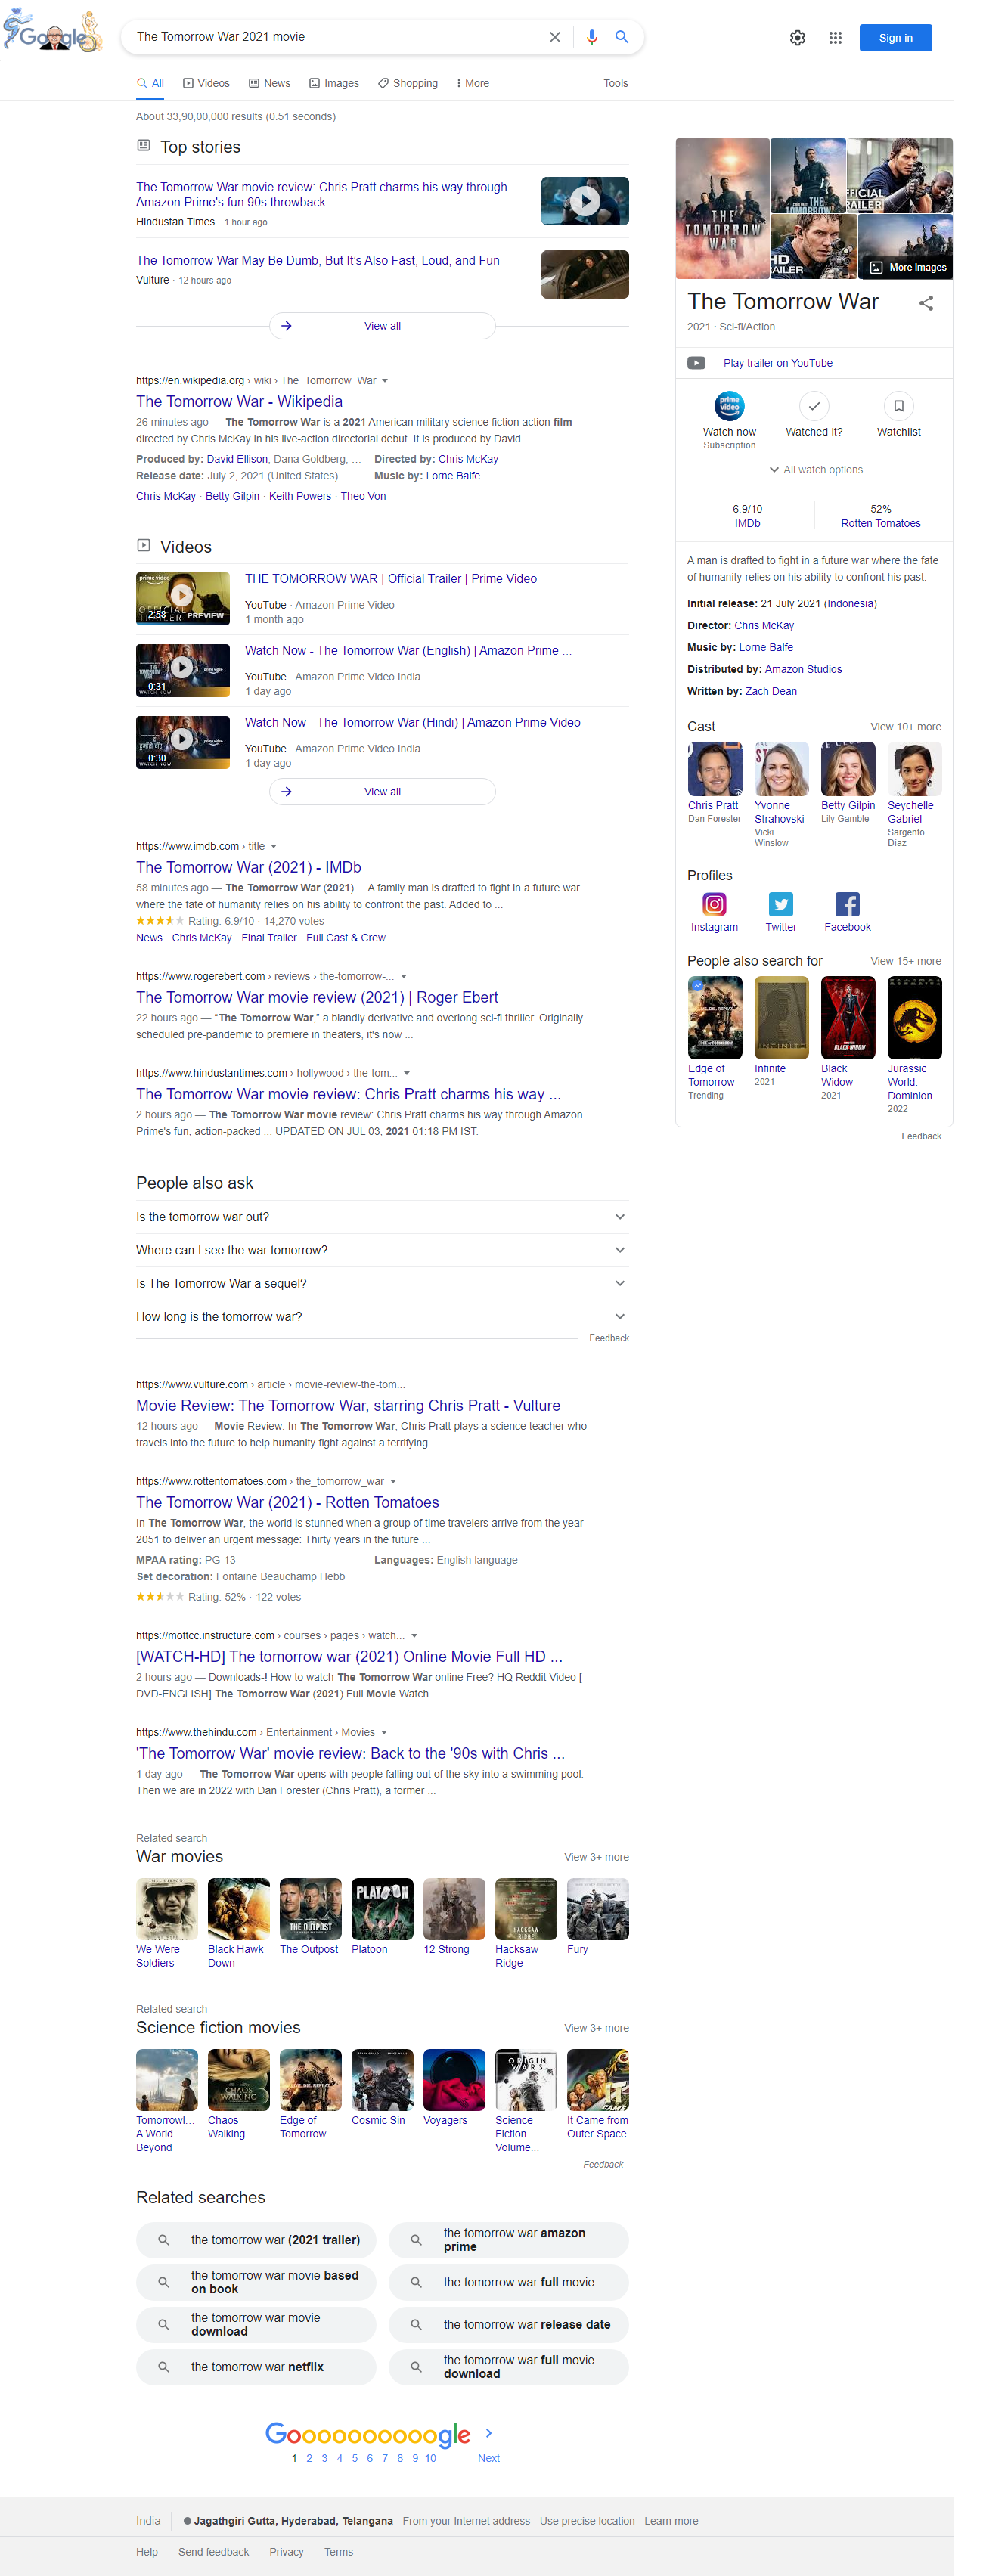 Google
The Tomorrow War 2021 movie
Sign in
All
Videos
News
Images
Shopping
More
Tools
About 33,90,00,000 results (0.51 seconds)
Top stories
The Tomorrow War movie review: Chris Pratt charms his way through
Amazon Prime's fun 90s throwback
Hindustan Times · 1 hour ago
The Tomorrow War May Be Dumb, But It's Also Fast, Loud, and Fun
Vulture · 12 hours ago
View all
https://en.wikipedia.org › wiki › The_Tomorrow_War
The Tomorrow War - Wikipedia
26 minutes ago — The Tomorrow War is a 2021 American military science fiction action film
directed by Chris McKay in his live-action directorial debut. It is produced by David ...
Produced by: David Ellison; Dana Goldberg; ...
Directed by: Chris McKay
Release date: July 2, 2021 (United States)
Music by: Lorne Balfe
Chris McKay · Betty Gilpin · Keith Powers · Theo Von
Videos
prime video
OFFICIAL
TRAILER
2:58
PREVIEW
THE TOMORROW WAR | Official Trailer | Prime Video
YouTube · Amazon Prime Video
1 month ago
0:31
WATCH NOW
Watch Now - The Tomorrow War (English) | Amazon Prime ...
YouTube · Amazon Prime Video India
1 day ago
0:30
WATCH NOW
Watch Now - The Tomorrow War (Hindi) | Amazon Prime Video
YouTube · Amazon Prime Video India
1 day ago
View all
https://www.imdb.com › title
The Tomorrow War (2021) - IMDb
58 minutes ago — The Tomorrow War (2021) ... A family man is drafted to fight in a future war
where the fate of humanity relies on his ability to confront the past. Added to ...
Rating: 6.9/10 · 14,270 votes
News · Chris McKay · Final Trailer · Full Cast & Crew
https://www.rogerebert.com › reviews › the-tomorrow-...
The Tomorrow War movie review (2021) | Roger Ebert
22 hours ago — “The Tomorrow War,” a blandly derivative and overlong sci-fi thriller. Originally
scheduled pre-pandemic to premiere in theaters, it's now ...
https://www.hindustantimes.com › hollywood › the-tom...
The Tomorrow War movie review: Chris Pratt charms his way ...
2 hours ago — The Tomorrow War movie review: Chris Pratt charms his way through Amazon
Prime's fun, action-packed ... UPDATED ON JUL 03, 2021 01:18 PM IST.
People also ask
Is the tomorrow war out?
Where can I see the war tomorrow?
Is The Tomorrow War a sequel?
How long is the tomorrow war?
Feedback
https://www.vulture.com › article › movie-review-the-tom...
Movie Review: The Tomorrow War, starring Chris Pratt - Vulture
12 hours ago — Movie Review: In The Tomorrow War, Chris Pratt plays a science teacher who
travels into the future to help humanity fight against a terrifying ...
https://www.rottentomatoes.com › the_tomorrow_war
The Tomorrow War (2021) - Rotten Tomatoes
In The Tomorrow War, the world is stunned when a group of time travelers arrive from the year
2051 to deliver an urgent message: Thirty years in the future ...
MPAA rating: PG-13
Languages: English language
Set decoration: Fontaine Beauchamp Hebb
Rating: 52% · 122 votes
https://mottcc.instructure.com › courses › pages › watch...
[WATCH-HD] The tomorrow war (2021) Online Movie Full HD ...
2 hours ago — Downloads-! How to watch The Tomorrow War online Free? HQ Reddit Video [
DVD-ENGLISH] The Tomorrow War (2021) Full Movie Watch ...
https://www.thehindu.com › Entertainment › Movies
'The Tomorrow War' movie review: Back to the '90s with Chris ...
1 day ago — The Tomorrow War opens with people falling out of the sky into a swimming pool.
Then we are in 2022 with Dan Forester (Chris Pratt), a former ...
Related search
War movies
View 3+ more
THE OUTPOST
PLATOON
HACKSAW
RIDGE
We Were
Soldiers
Black Hawk
Down
The Outpost
Platoon
12 Strong
Hacksaw
Ridge
Fury
Related search
Science fiction movies
View 3+ more
CHAOS
WALKING
ORIGIN
WARS
Tomorrowl...
A World
Beyond
Chaos
Walking
Edge of
Tomorrow
Cosmic Sin
Voyagers
Science
Fiction
Volume...
It Came from
Outer Space
Feedback
Related searches
the tomorrow war (2021 trailer)
the tomorrow war amazon
prime
the tomorrow war movie based
on book
the tomorrow war full movie
the tomorrow war movie
download
the tomorrow war release date
the tomorrow war netflix
the tomorrow war full movie
download
Goooooooooogle
1 2 3 4 5 6 7 8 9 10
Next
THE
TOMORROW
WAR
THE
TOMORROW
FFICIAL
RAILER
HD
RAILER
More images
The Tomorrow War
2021 · Sci-fi/Action
Play trailer on YouTube
prime
video
Watch now
Subscription
Watched it?
Watchlist
All watch options
6.9/10
IMDb
52%
Rotten Tomatoes
A man is drafted to fight in a future war where the fate
of humanity relies on his ability to confront his past.
Initial release: 21 July 2021 (Indonesia)
Director: Chris McKay
Music by: Lorne Balfe
Distributed by: Amazon Studios
Written by: Zach Dean
Cast
View 10+ more
Chris Pratt
Dan Forester
Yvonne
Strahovski
Vicki
Winslow
Betty Gilpin
Lily Gamble
Seychelle
Gabriel
Sargento
Díaz
Profiles
Instagram
Twitter
Facebook
People also search for
View 15+ more
INFINITE
BLACK WIDOW
Edge of
Tomorrow
Trending
Infinite
2021
Black
Widow
2021
Jurassic
World:
Dominion
2022
Feedback
India
Jagathgiri Gutta, Hyderabad, Telangana - From your Internet address - Use precise location - Learn more
Help
Send feedback
Privacy
Terms